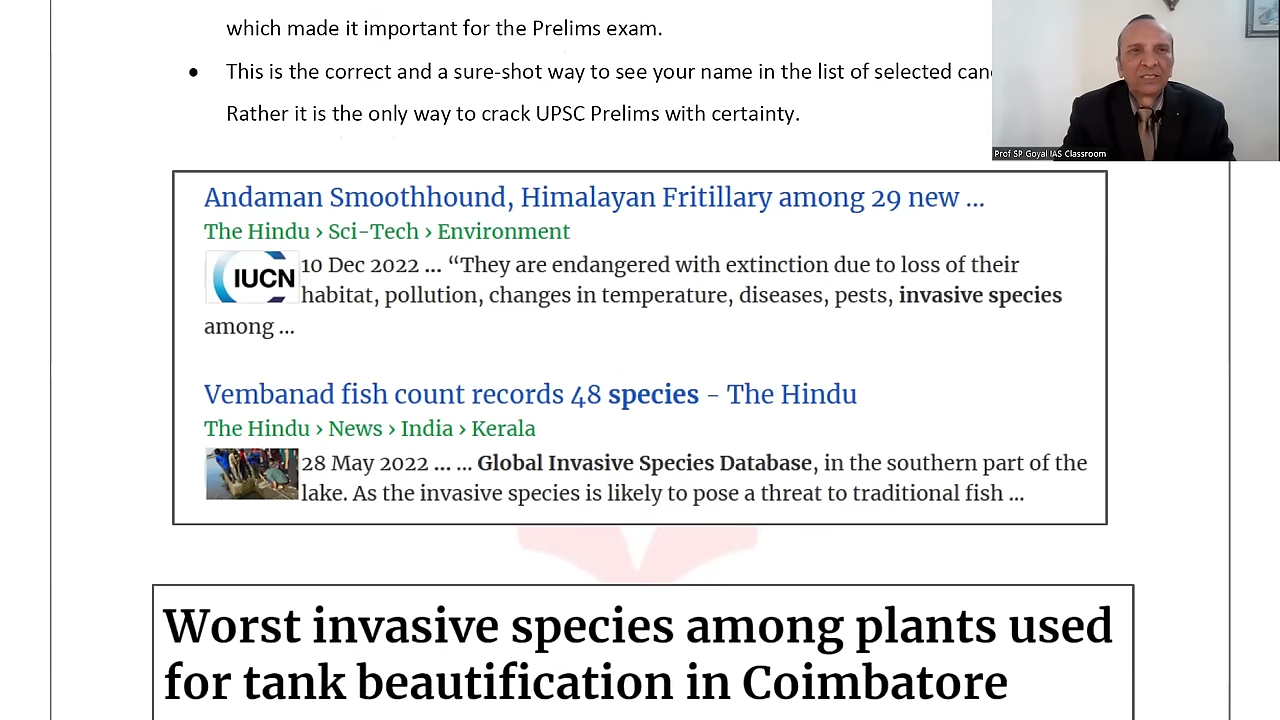 which made it important for the Prelims exam.
● This is the correct and a sure-shot way to see your name in the list of selected
Rather it is the only way to crack UPSC Prelims with certainty.
Prof SP Goyal IAS Classroom
Andaman Smoothhound, Himalayan Fritillary among 29 new ...
The Hindu › Sci-Tech › Environment
IUCN
10 Dec 2022 ... “They are endangered with extinction due to loss of their
habitat, pollution, changes in temperature, diseases, pests, invasive species
among ...
Vembanad fish count records 48 species - The Hindu
The Hindu › News › India › Kerala
28 May 2022 ... ... Global Invasive Species Database, in the southern part of the
lake. As the invasive species is likely to pose a threat to traditional fish ...
Worst invasive species among plants used
for tank beautification in Coimbatore